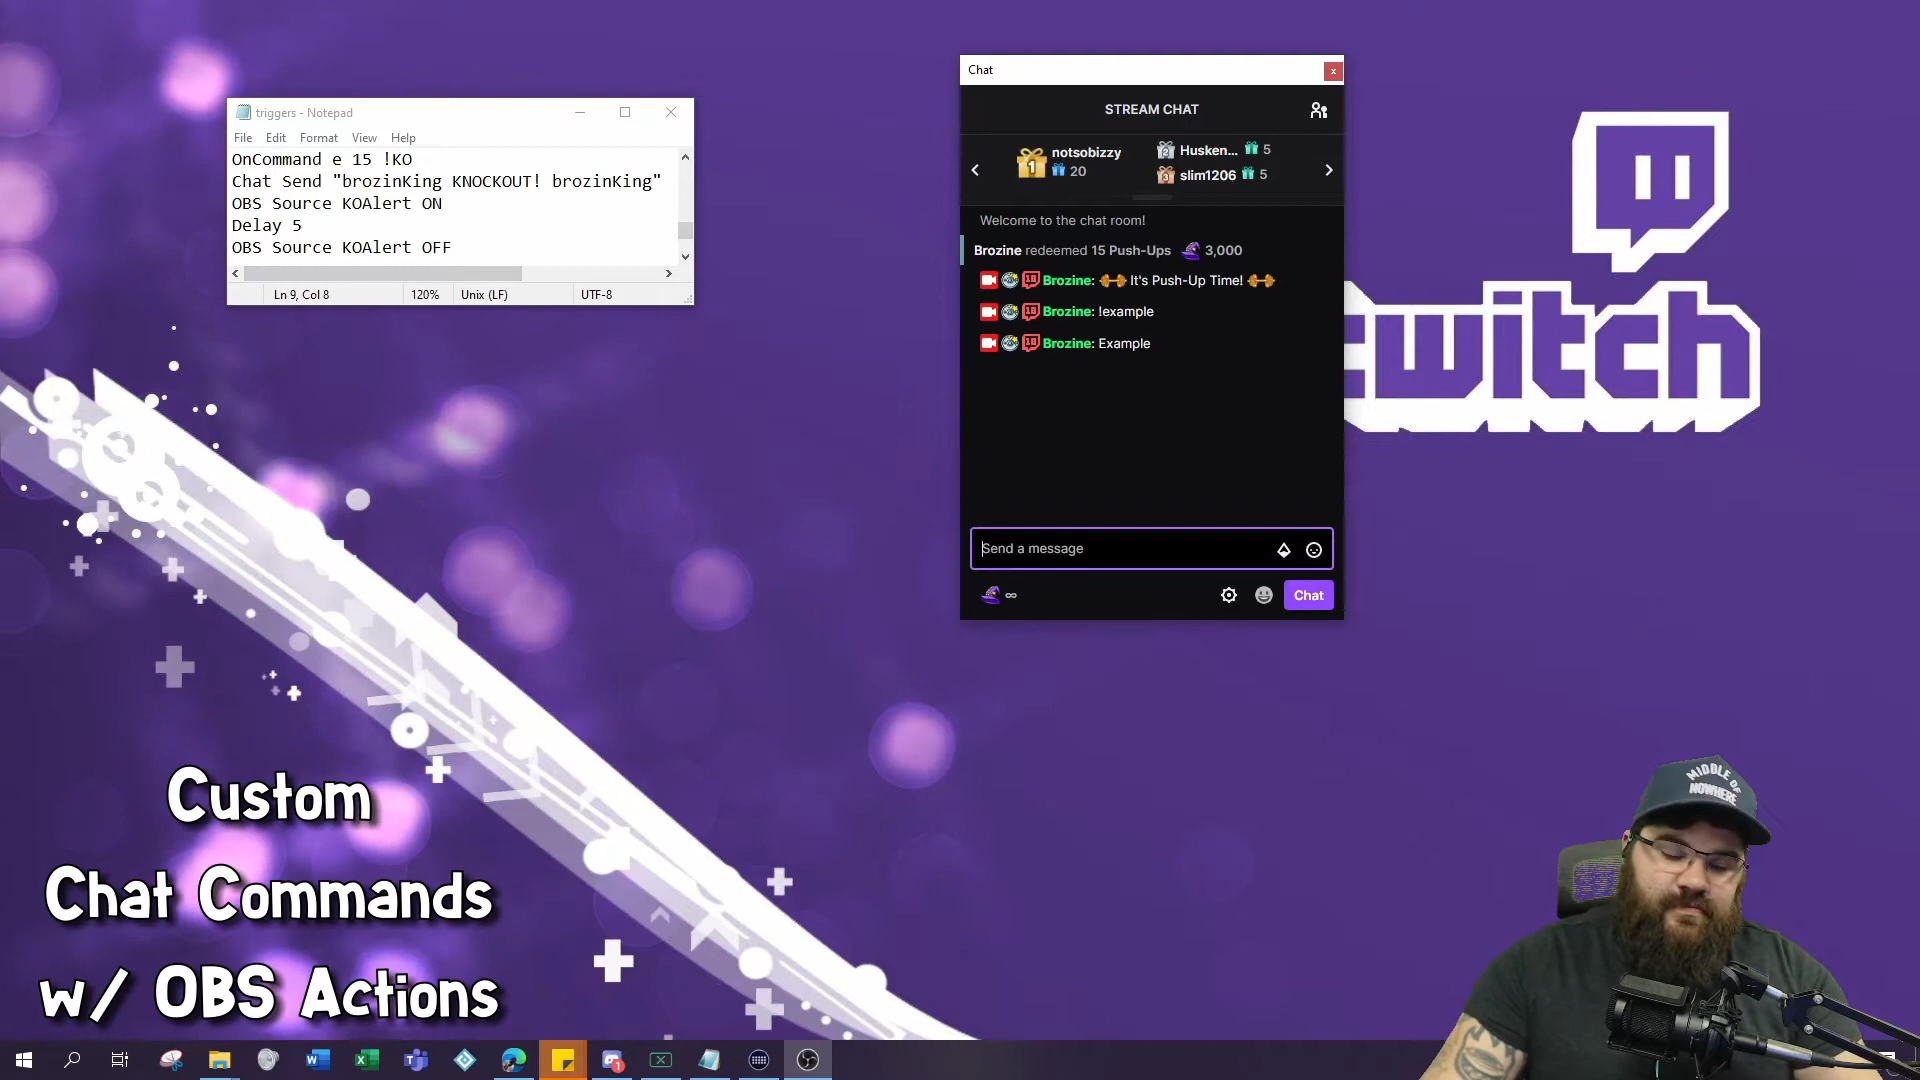 triggers - Notepad
File Edit Format View Help
OnCommand e 15 !KO
Chat Send "brozinKing KNOCKOUT! brozinKing"
OBS Source KOAlert ON
Delay 5
OBS Source KOAlert OFF
Ln 9, Col 8 120% Unix (LF) UTF-8
Chat
STREAM CHAT
1 notsobizzy 20
2 Husken... 5
3 slim1206 5
Welcome to the chat room!
Brozine redeemed 15 Push-Ups 3,000
Brozine: It's Push-Up Time!
Brozine: !example
Brozine: Example
Send a message
∞
Chat
twitch
MIDDLE OF
NOWHERE
Custom
Chat Commands
w/ OBS Actions
1